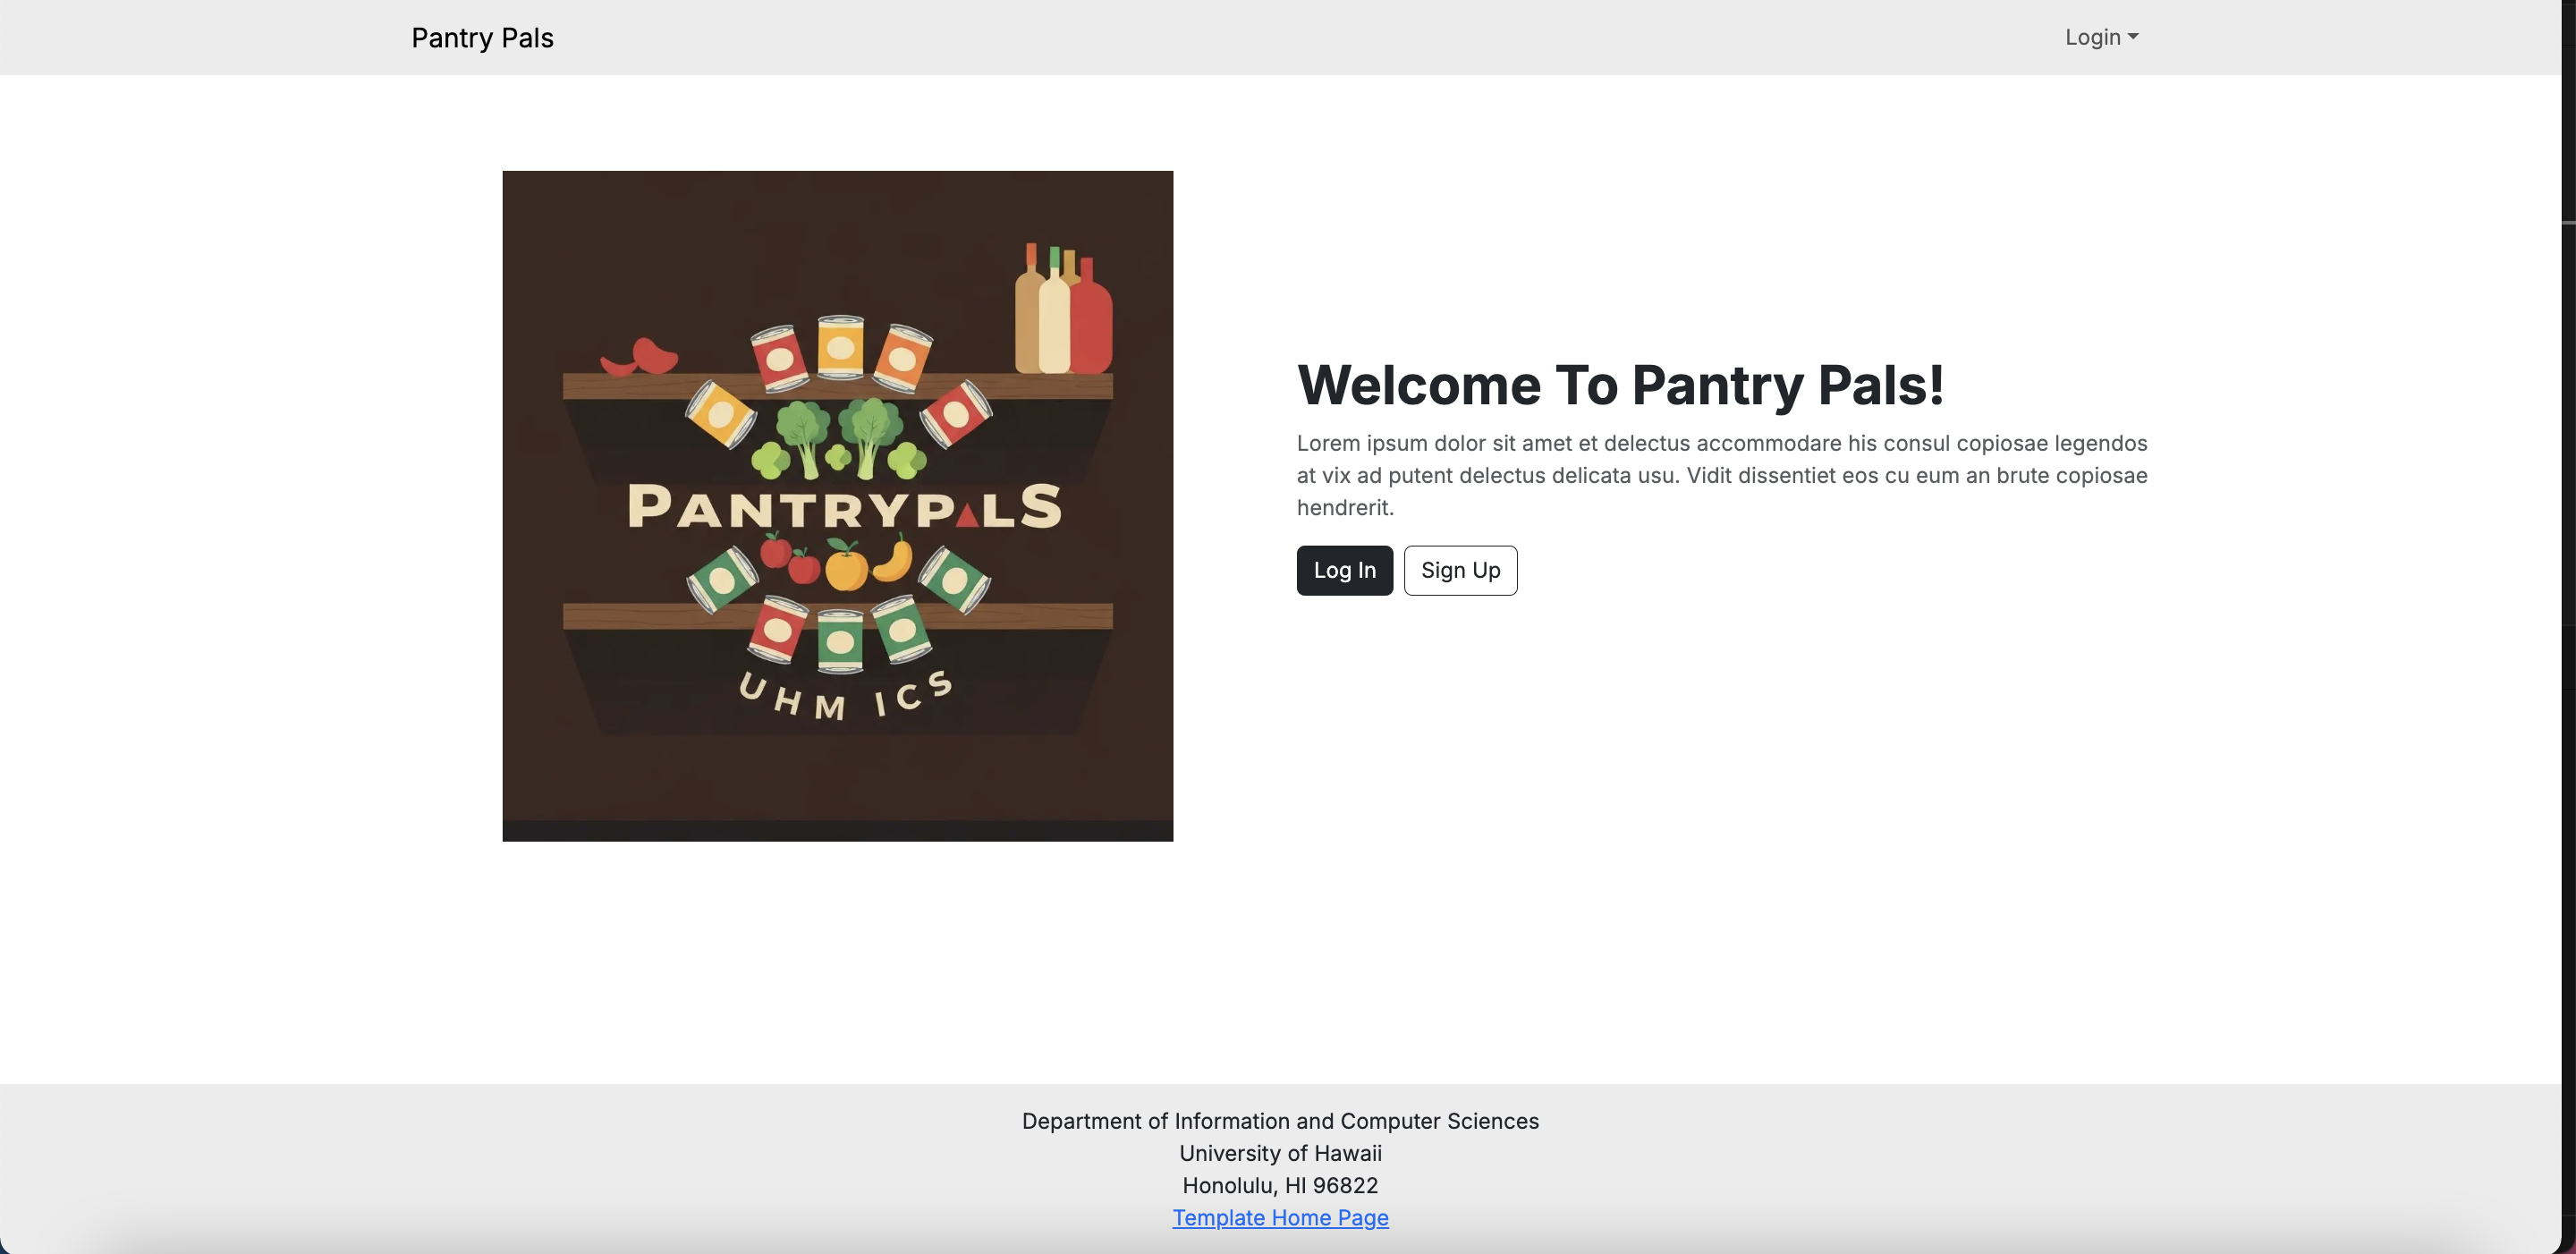 Pantry Pals
Login
PANTRYPALS
UHM ICS
Welcome To Pantry Pals!
Lorem ipsum dolor sit amet et delectus accommodare his consul copiosae legendos
at vix ad putent delectus delicata usu. Vidit dissentiet eos cu eum an brute copiosae
hendrerit.
Log In
Sign Up
Department of Information and Computer Sciences
University of Hawaii
Honolulu, HI 96822
Template Home Page